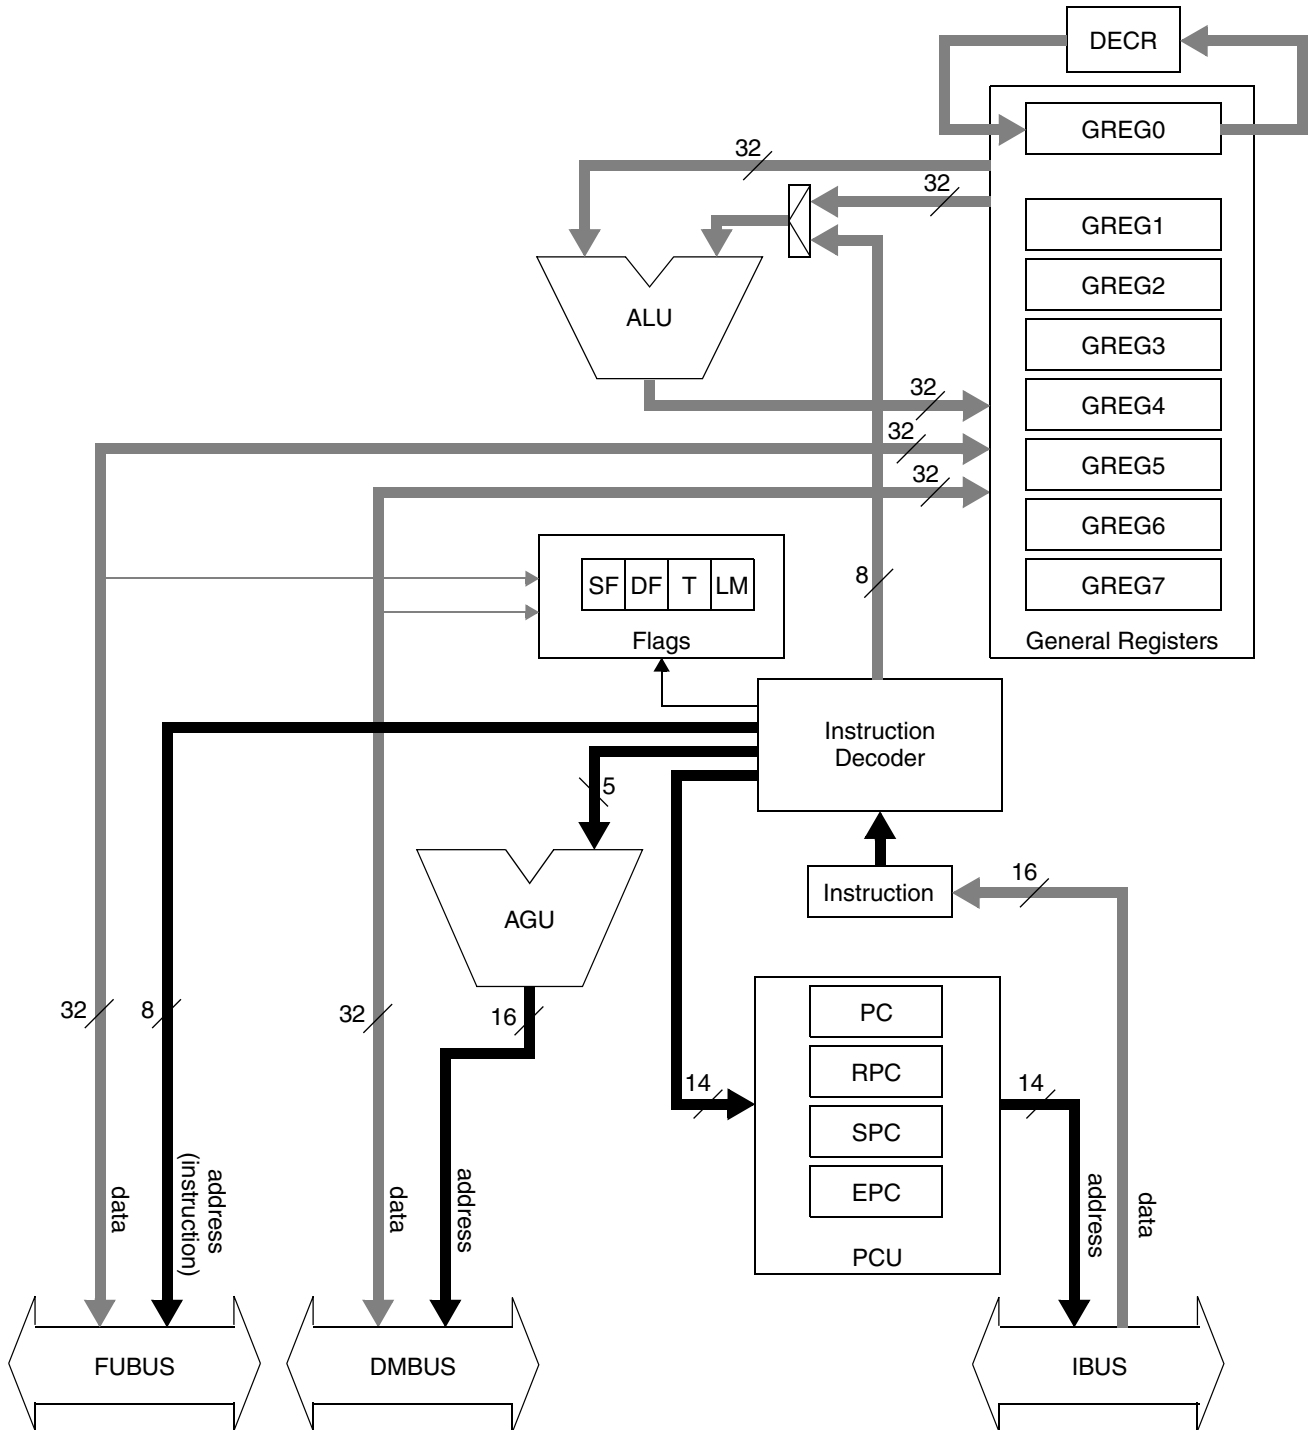 DECR
GREG0
32
32
GREG1
GREG2
ALU
GREG3
32
GREG4
32
GREG5
32
GREG6
8
SF DF T LM
GREG7
Flags
General Registers
Instruction
Decoder
5
16
Instruction
AGU
32
8
32
16
PC
RPC
14
14
SPC
EPC
data
address
(instruction)
data
address
address
data
PCU
FUBUS
DMBUS
IBUS